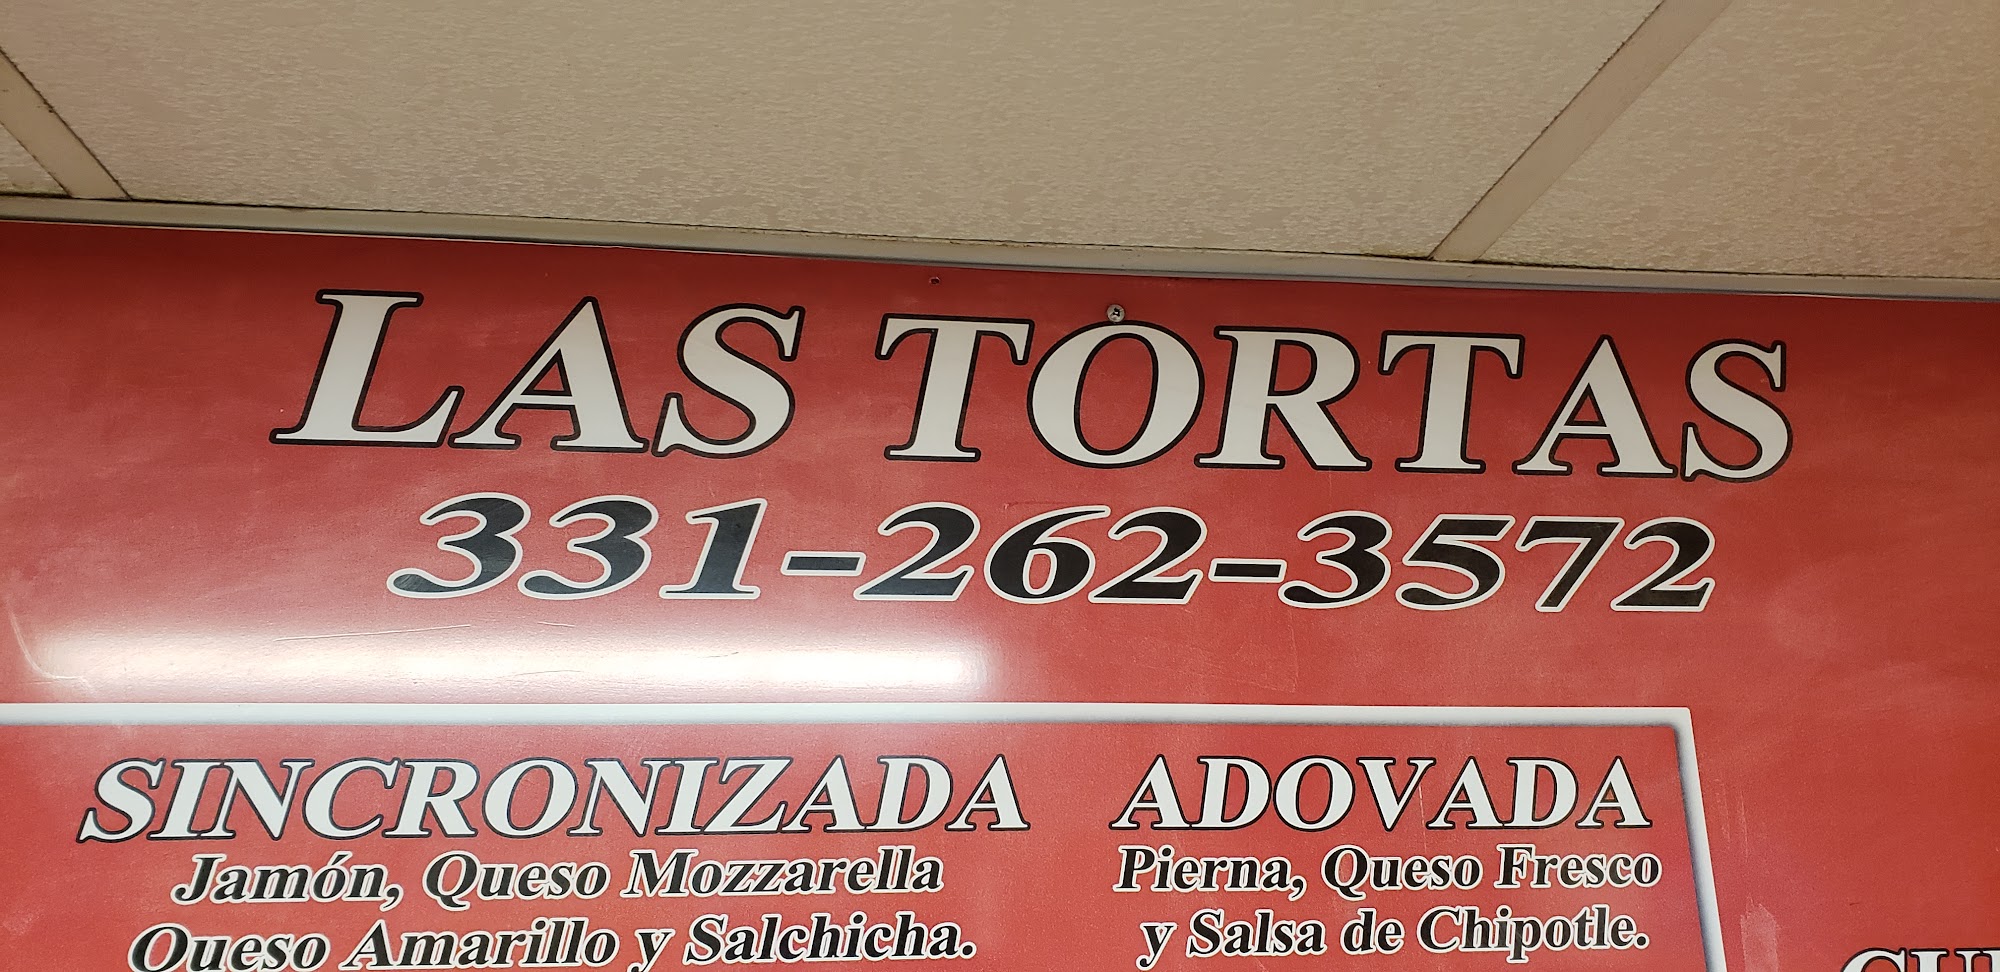 LAS TORTAS
331-262-3572
SINCRONIZADA
Jamón, Queso Mozzarella
Queso Amarillo y Salchicha.
ADOVADA
Pierna, Queso Fresco
y Salsa de Chipotle.